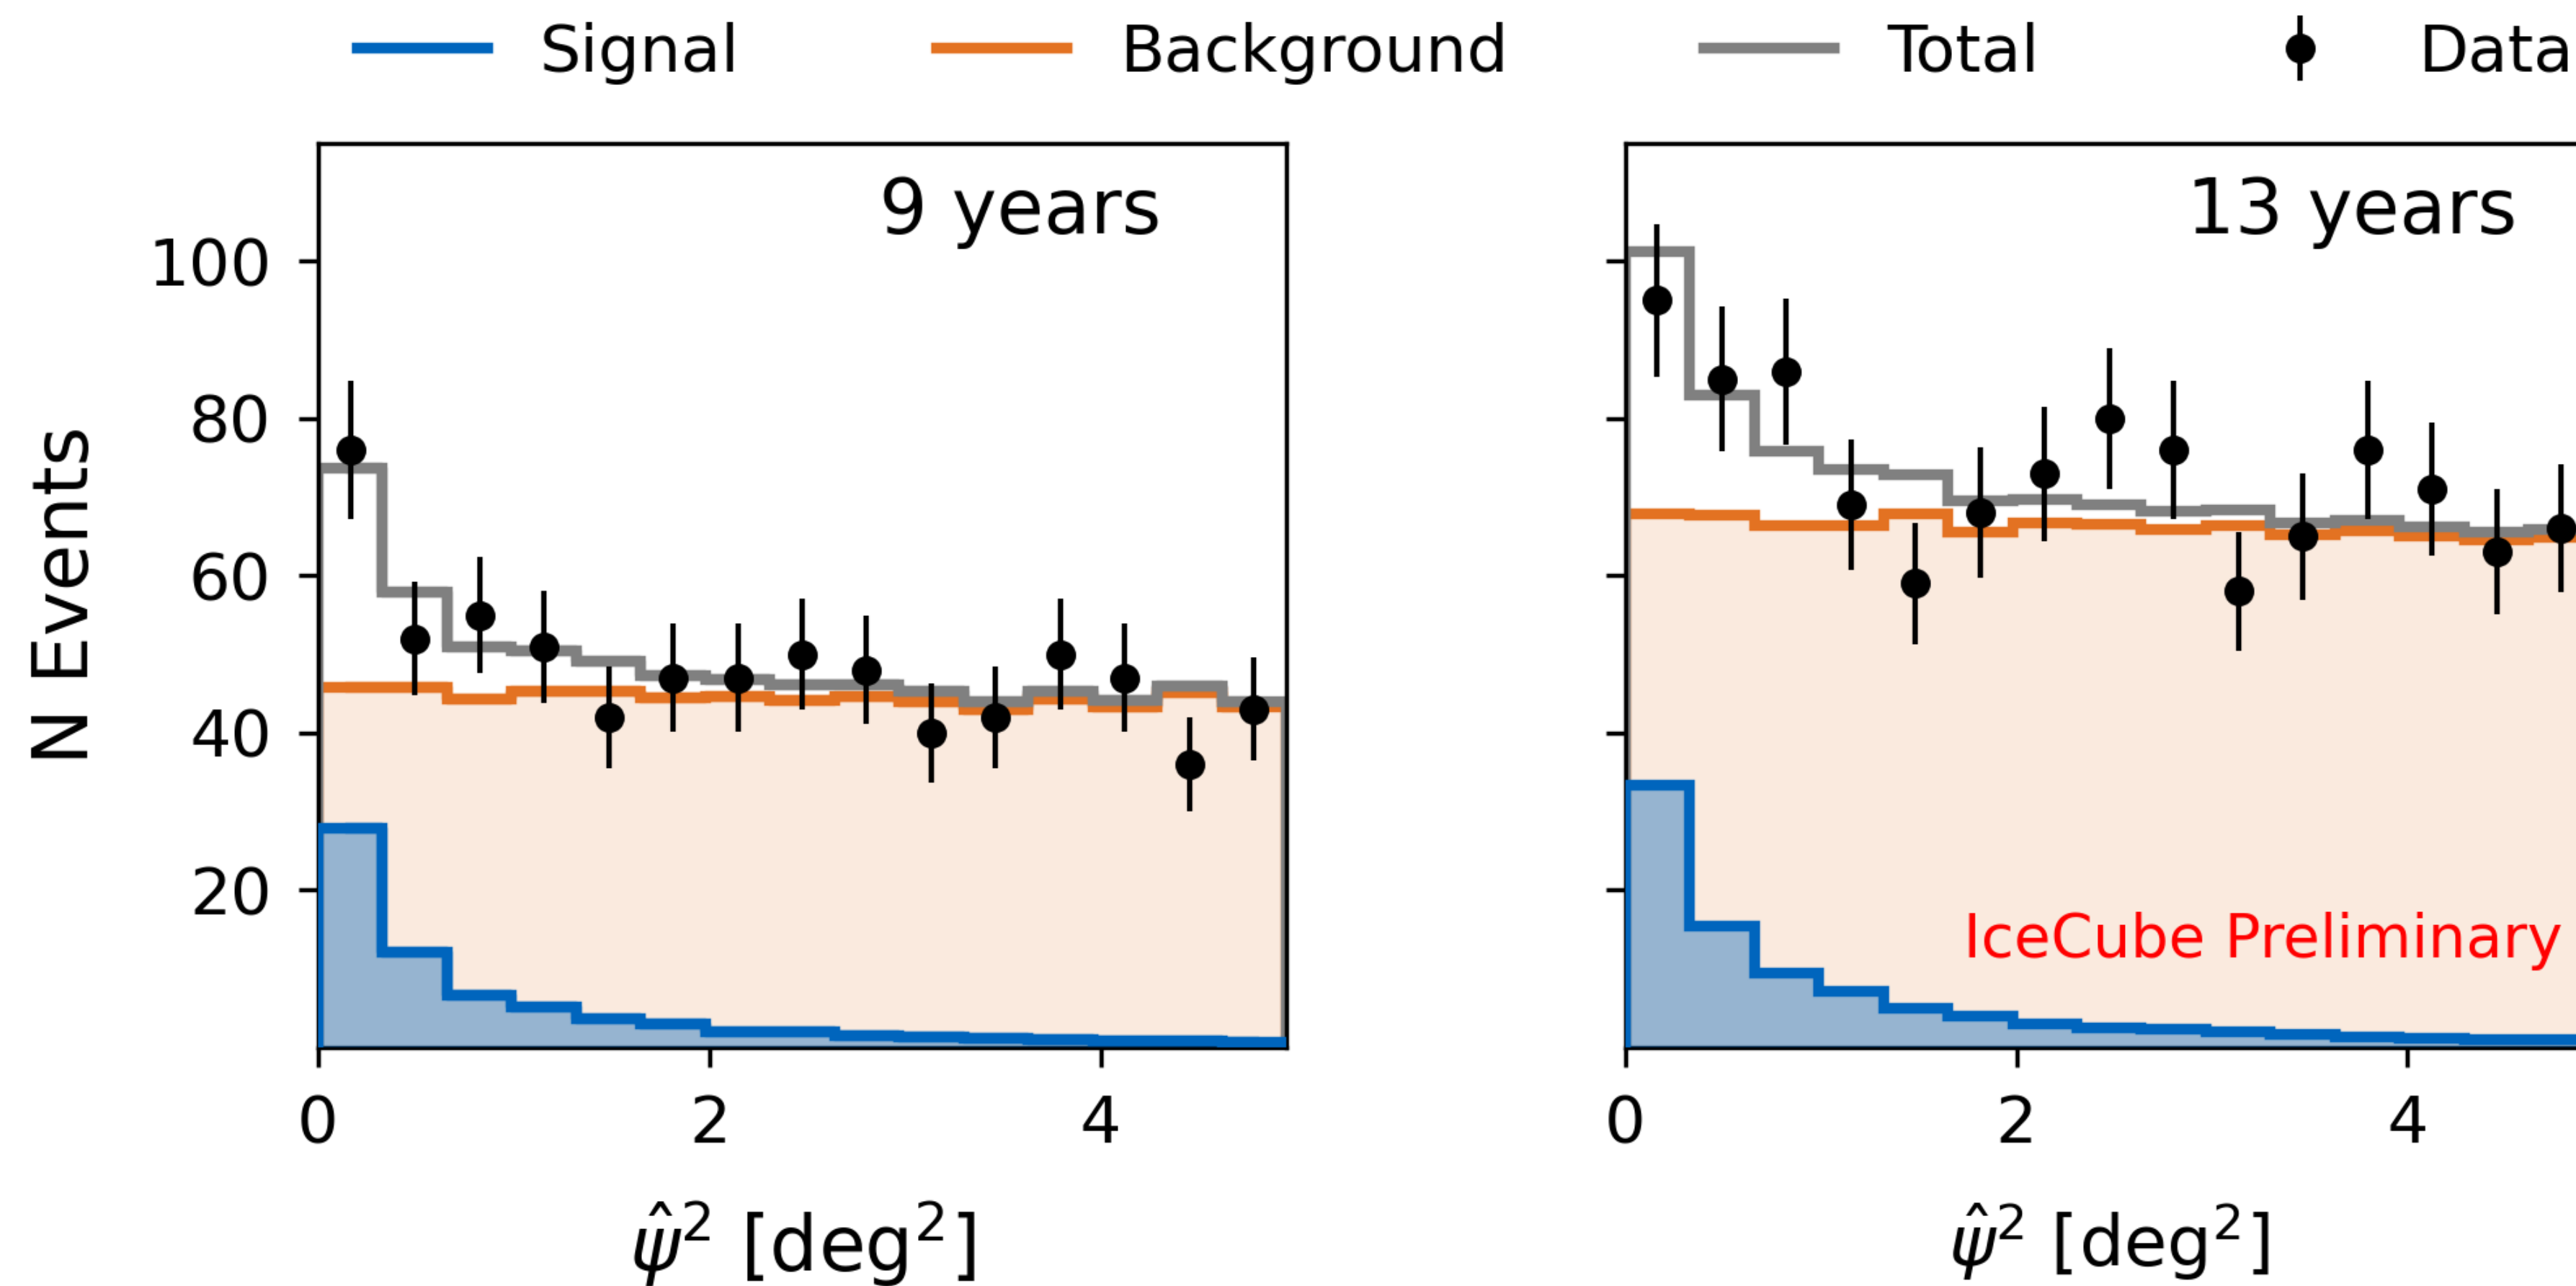 Signal Background Total Data
9 years 13 years
N Events
100
80
60
40
20
IceCube Preliminary
0 2 4 0 2 4
ψ̂² [deg²] ψ̂² [deg²]